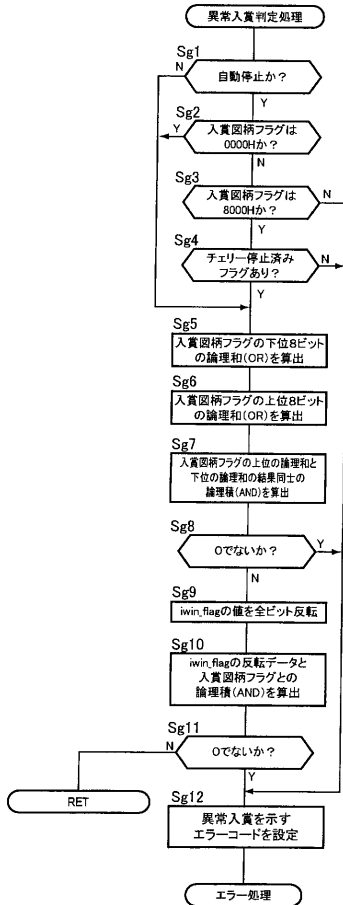 異常入賞判定処理
Sg1
N
自動停止か？
Y
Sg2
Y
入賞図柄フラグは
0000Hか？
N
Sg3
入賞図柄フラグは
8000Hか？
N
Y
Sg4
チェリー停止済み
フラグあり？
N
Y
Sg5
入賞図柄フラグの下位8ビット
の論理和(OR)を算出
Sg6
入賞図柄フラグの上位8ビット
の論理和(OR)を算出
Sg7
入賞図柄フラグの上位の論理和と
下位の論理和の結果同士の
論理積(AND)を算出
Sg8
0でないか？
Y
N
Sg9
iwin_flagの値を全ビット反転
Sg10
iwin_flagの反転データと
入賞図柄フラグとの
論理積(AND)を算出
Sg11
N
0でないか？
Y
RET
Sg12
異常入賞を示す
エラーコードを設定
エラー処理